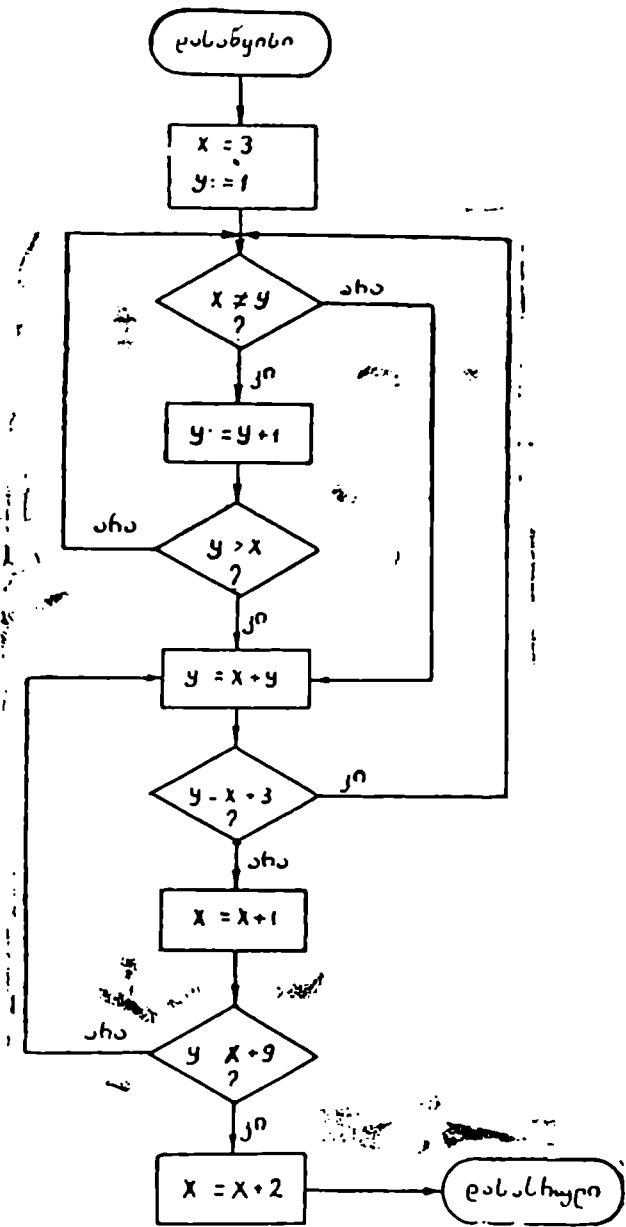 დასაწყისი
x = 3
y := 1
x ≠ y
?
არა
კი
y := y + 1
არა
y > x
?
კი
y = x + y
y - x + 3
?
კი
არა
x = x + 1
არა
y x + 9
?
კი
x = x + 2
დასასრული